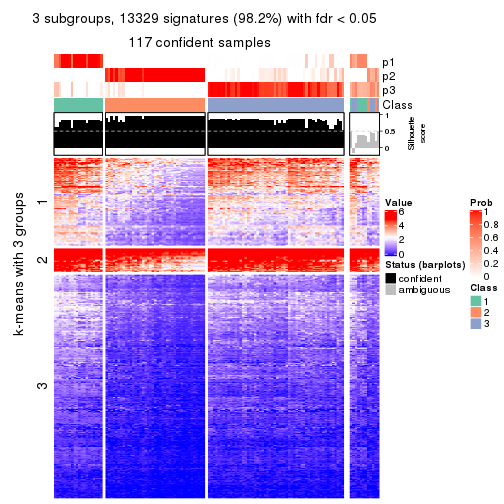 3 subgroups, 13329 signatures (98.2%) with fdr < 0.05
117 confident samples
p1
p2
p3
Class
1
0.5
0
Silhouette
score
k-means with 3 groups
1
2
3
Value
6
4
2
0
Status (barplots)
confident
ambiguous
Prob
1
0.8
0.6
0.4
0.2
0
Class
1
2
3